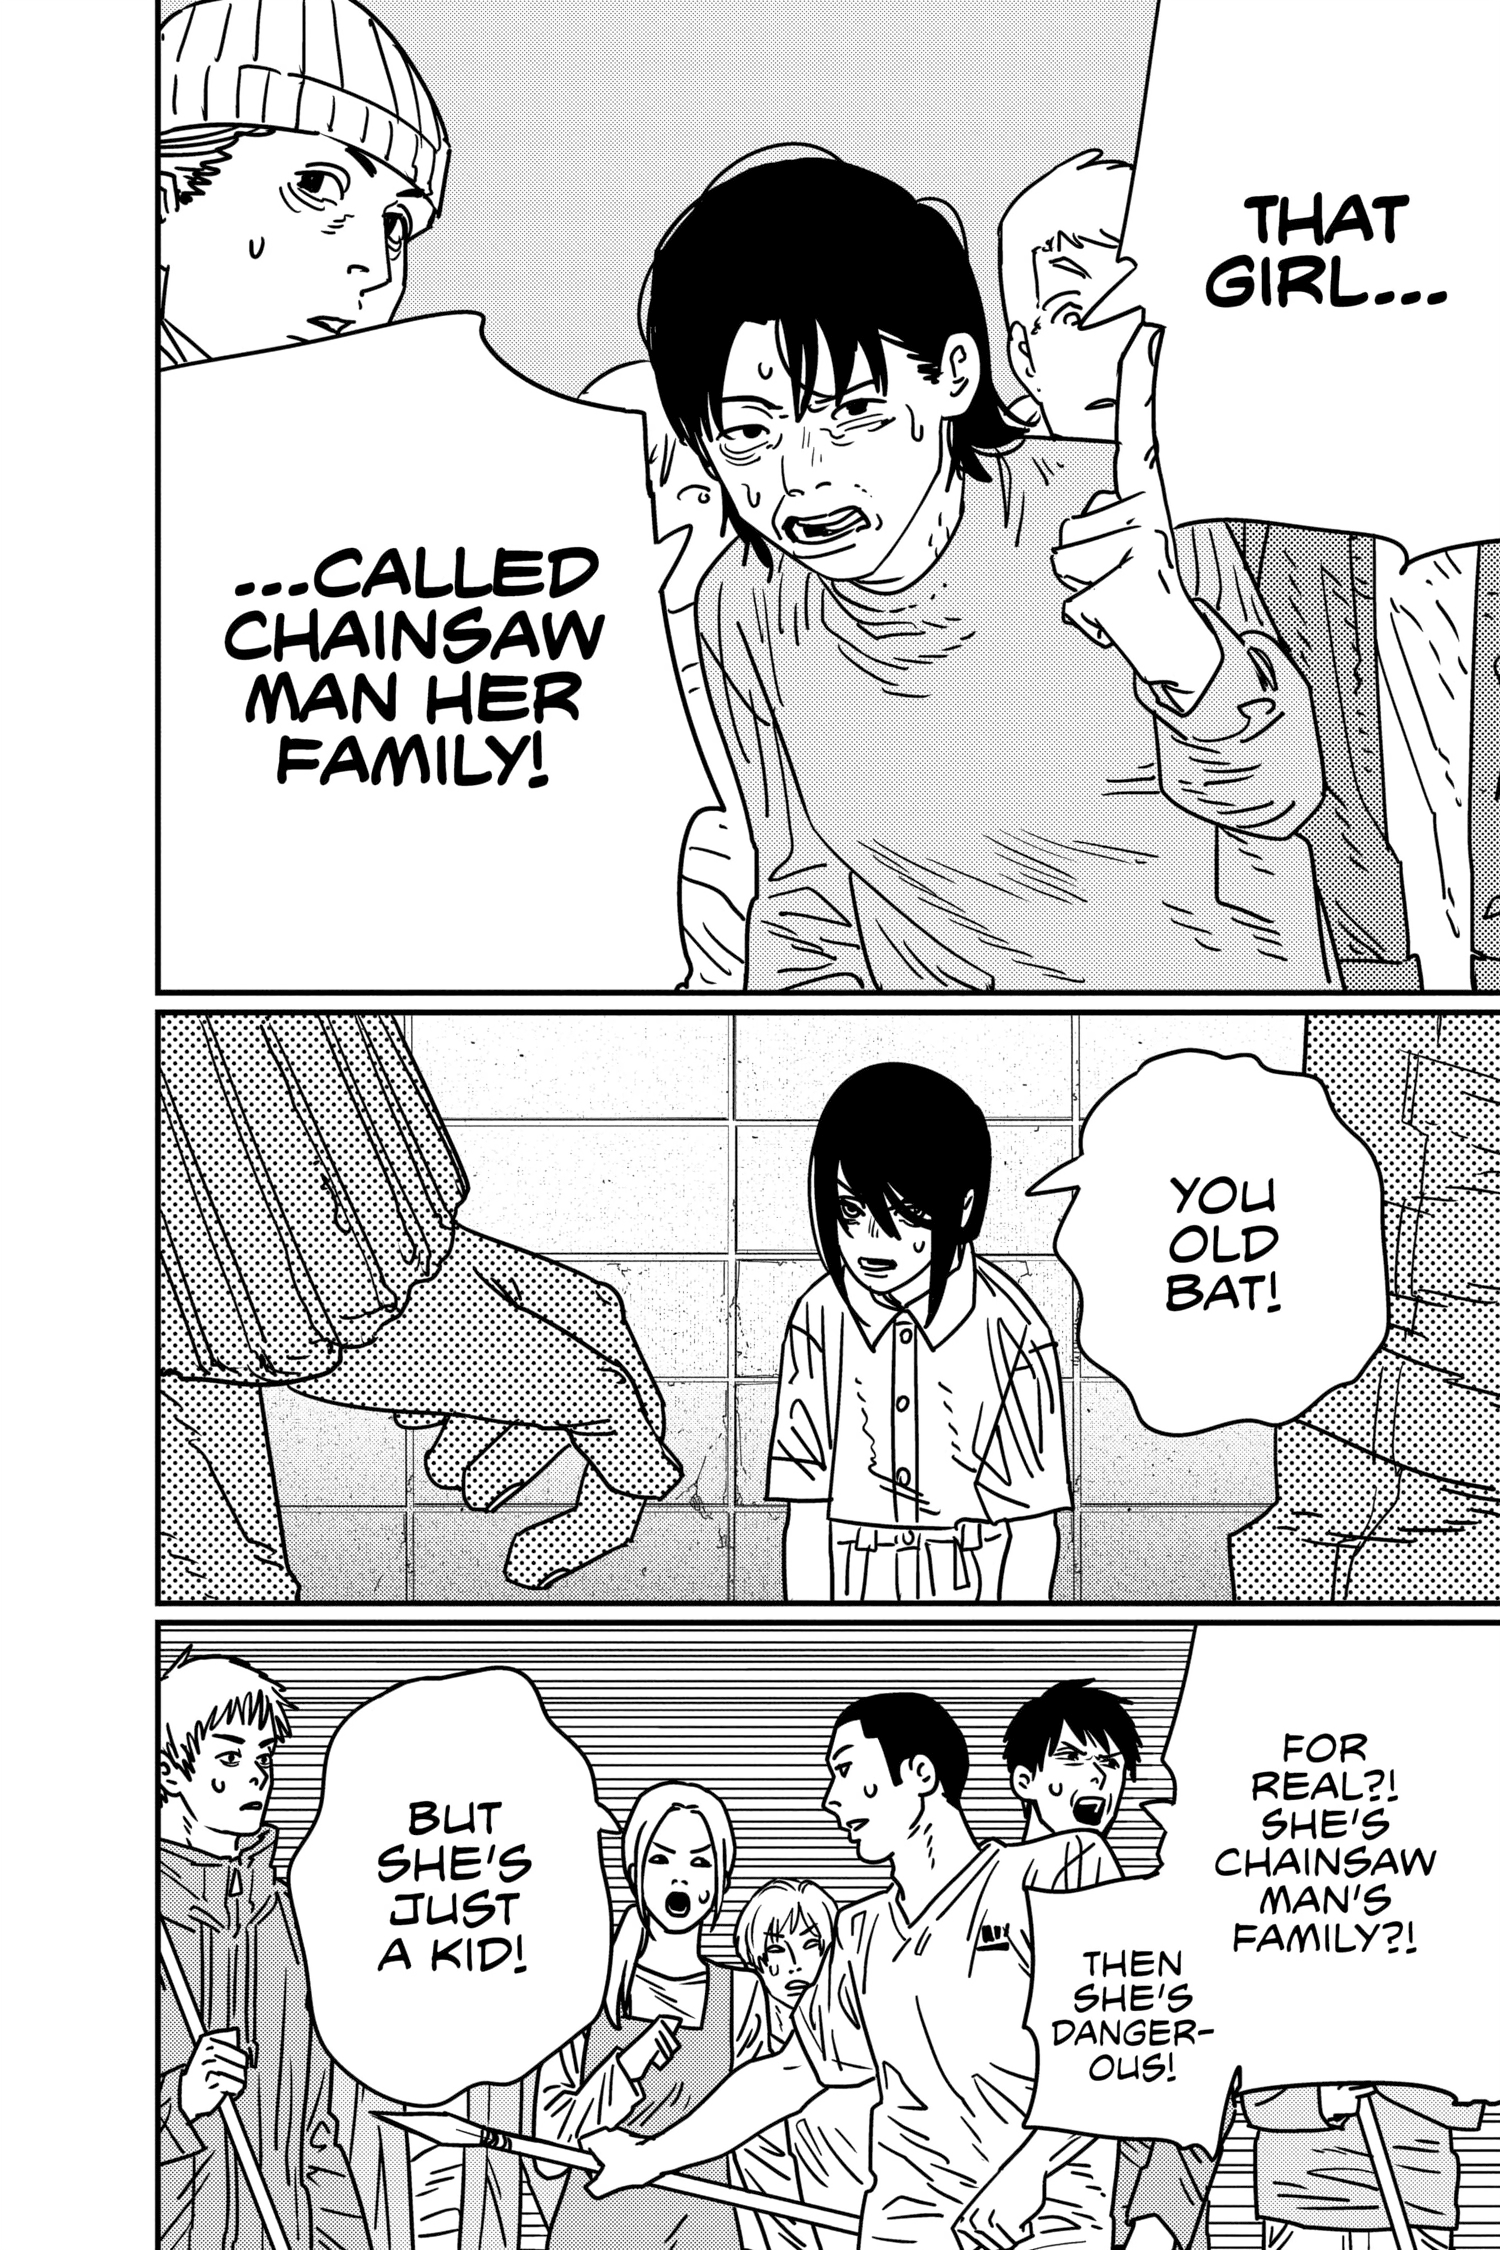 THAT
GIRL...
...CALLED
CHAINSAW
MAN HER
FAMILY!
YOU
OLD
BAT!
FOR
REAL?!
SHE'S
CHAINSAW
MAN'S
FAMILY?!
THEN
SHE'S
DANGER-
OUS!
BUT
SHE'S
JUST
A KID!